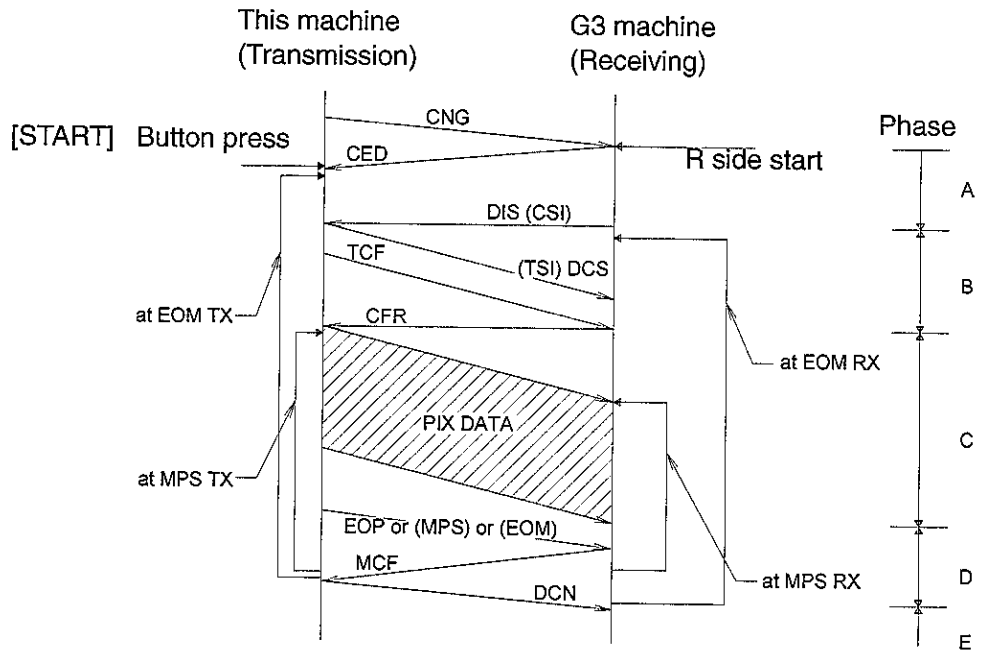 This machine
(Transmission)
G3 machine
(Receiving)
Phase
[START] Button press
CNG
CED
R side start
A
DIS (CSI)
TCF
(TSI) DCS
B
at EOM TX
CFR
at EOM RX
PIX DATA
C
at MPS TX
EOP or (MPS) or (EOM)
MCF
at MPS RX
D
DCN
E